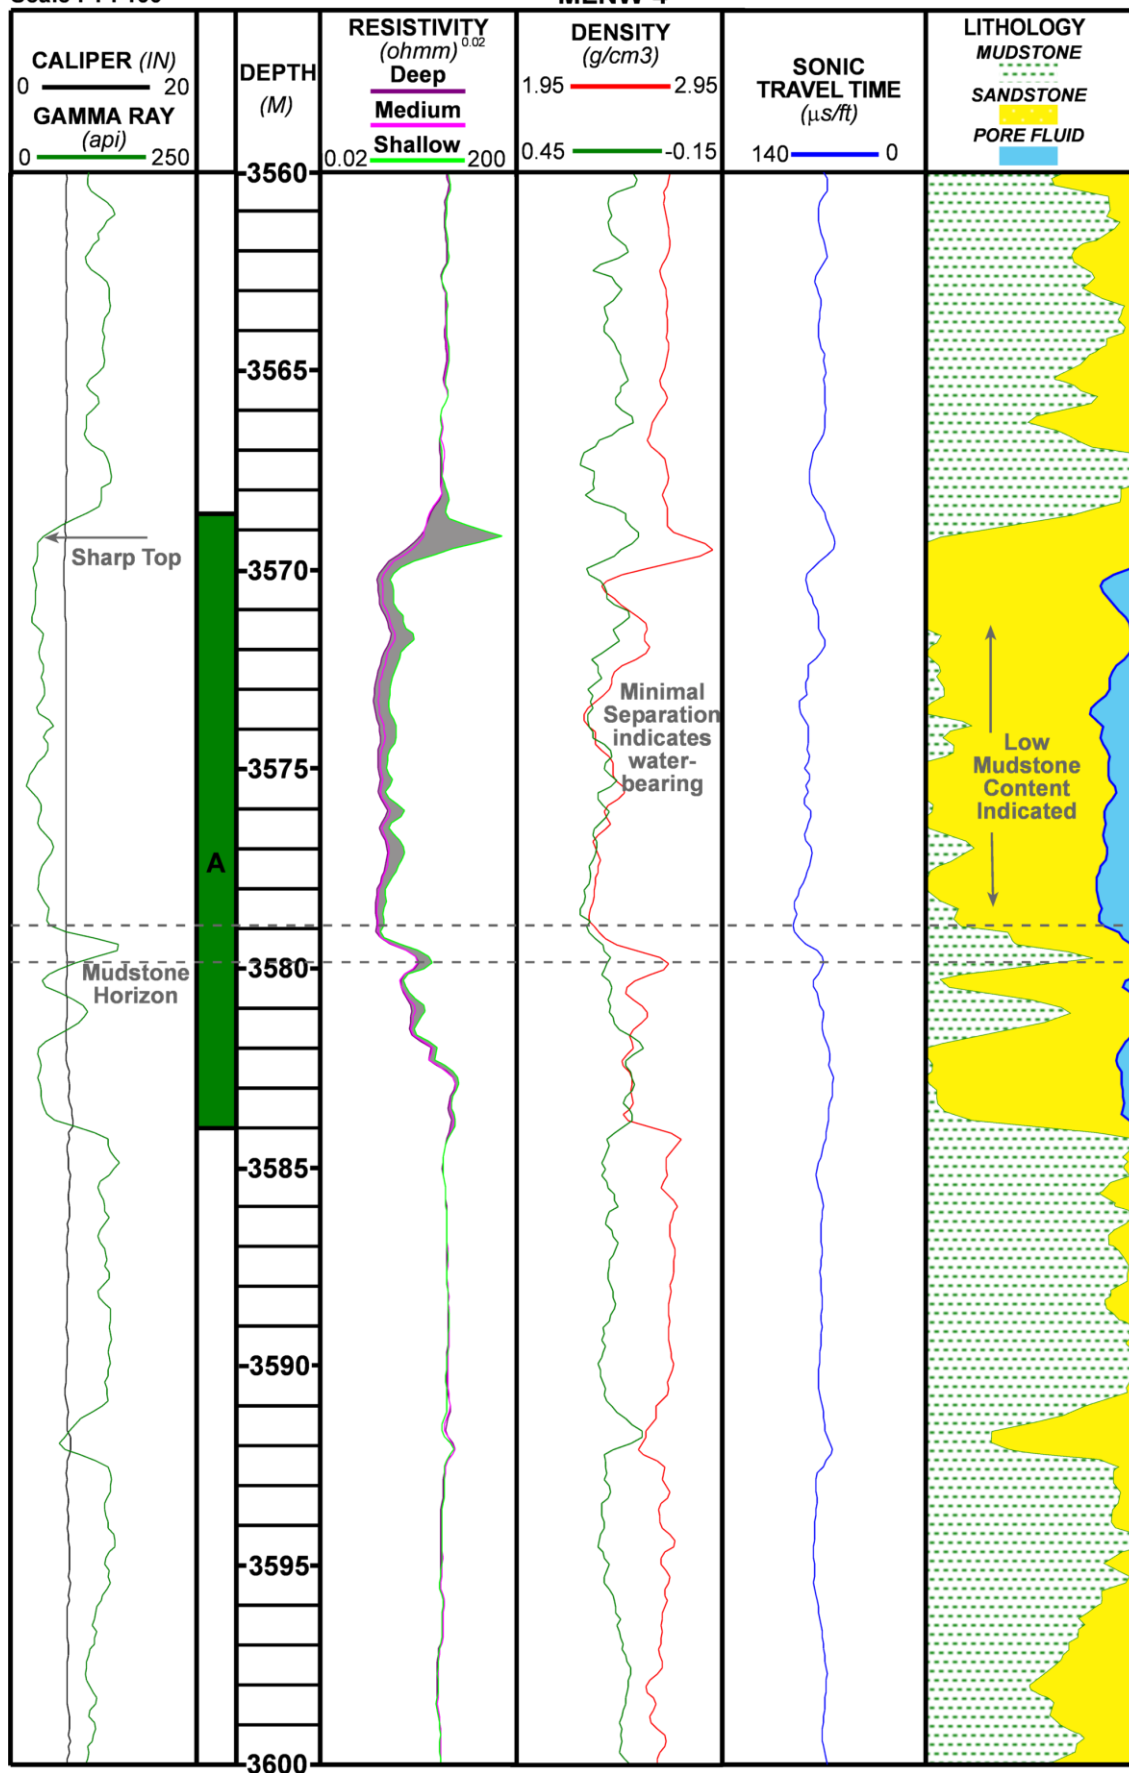 CALIPER (IN)
0 20
GAMMA RAY
(api)
0 250
DEPTH
(M)
RESISTIVITY
(ohmm) 0.02
Deep
Medium
Shallow
0.02 200
DENSITY
(g/cm3)
1.95 2.95
0.45 -0.15
SONIC
TRAVEL TIME
(μs/ft)
140 0
LITHOLOGY
MUDSTONE
SANDSTONE
PORE FLUID
3560
3565
Sharp Top
3570
Minimal
Separation
indicates
water-
bearing
Low
Mudstone
Content
Indicated
3575
A
3580
Mudstone
Horizon
3585
3590
3595
3600